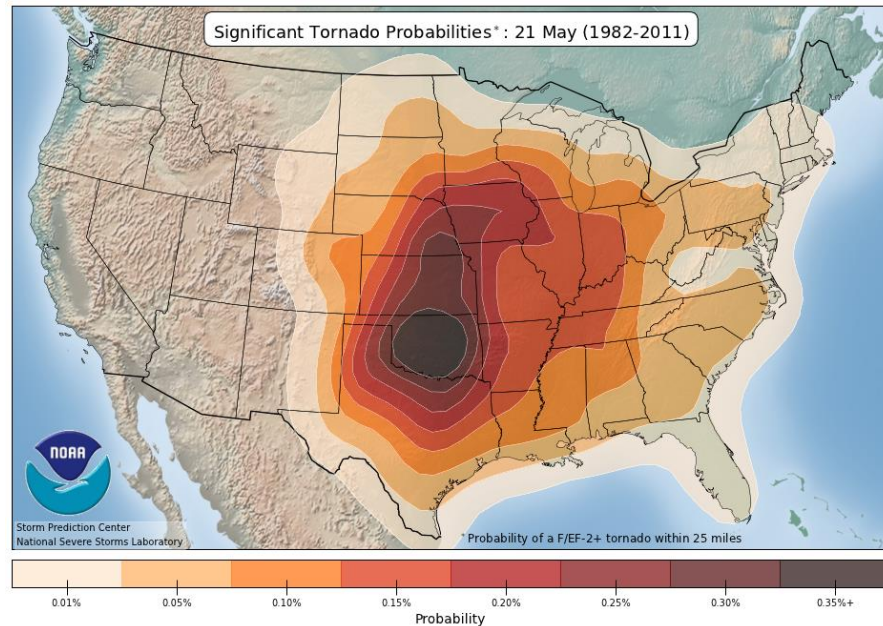 Significant Tornado Probabilities*: 21 May (1982-2011)
NOAA
Storm Prediction Center
National Severe Storms Laboratory
*Probability of a F/EF-2+ tornado within 25 miles
0.01% 0.05% 0.10% 0.15% 0.20% 0.25% 0.30% 0.35%+
Probability